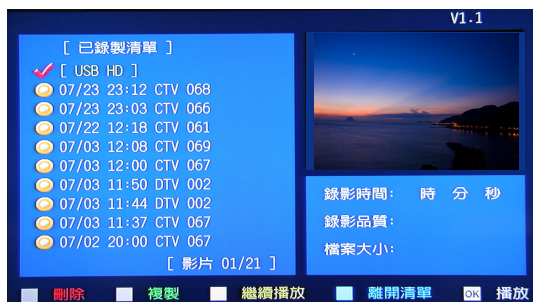 V1.1
[ 已錄製清單 ]
[ USB HD ]
07/23 23:12 CTV 068
07/23 23:03 CTV 066
07/22 12:18 CTV 061
07/03 12:08 CTV 069
07/03 12:00 CTV 067
07/03 11:50 DTV 002
07/03 11:44 DTV 002
07/03 11:37 CTV 067
07/02 20:00 CTV 067
[ 影片 01/21 ]
錄影時間: 時 分 秒
錄影品質:
檔案大小:
刪除 複製 繼續播放 離開清單 OK 播放